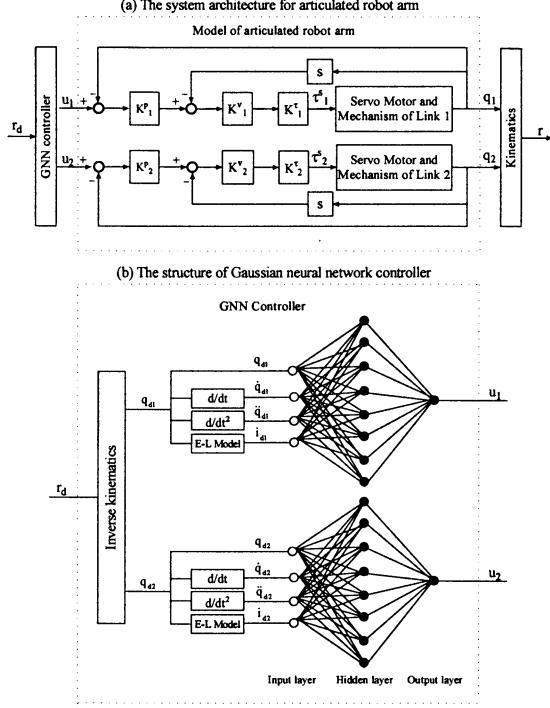 (a) The system architecture for articulated robot arm
Model of articulated robot arm
GNN controller
r_d
u_1
u_2
+
−
K^p_1
+
−
K^v_1
K^τ_1
τ^s_1
s
Servo Motor and
Mechanism of Link 1
q_1
+
−
K^p_2
+
−
K^v_2
K^τ_2
τ^s_2
s
Servo Motor and
Mechanism of Link 2
q_2
Kinematics
r
(b) The structure of Gaussian neural network controller
GNN Controller
r_d
Inverse kinematics
q_d1
d/dt
d/dt²
E-L Model
q_d1
q̇_d1
q̈_d1
i_d1
u_1
q_d2
d/dt
d/dt²
E-L Model
q_d2
q̇_d2
q̈_d2
i_d2
u_2
Input layer Hidden layer Output layer